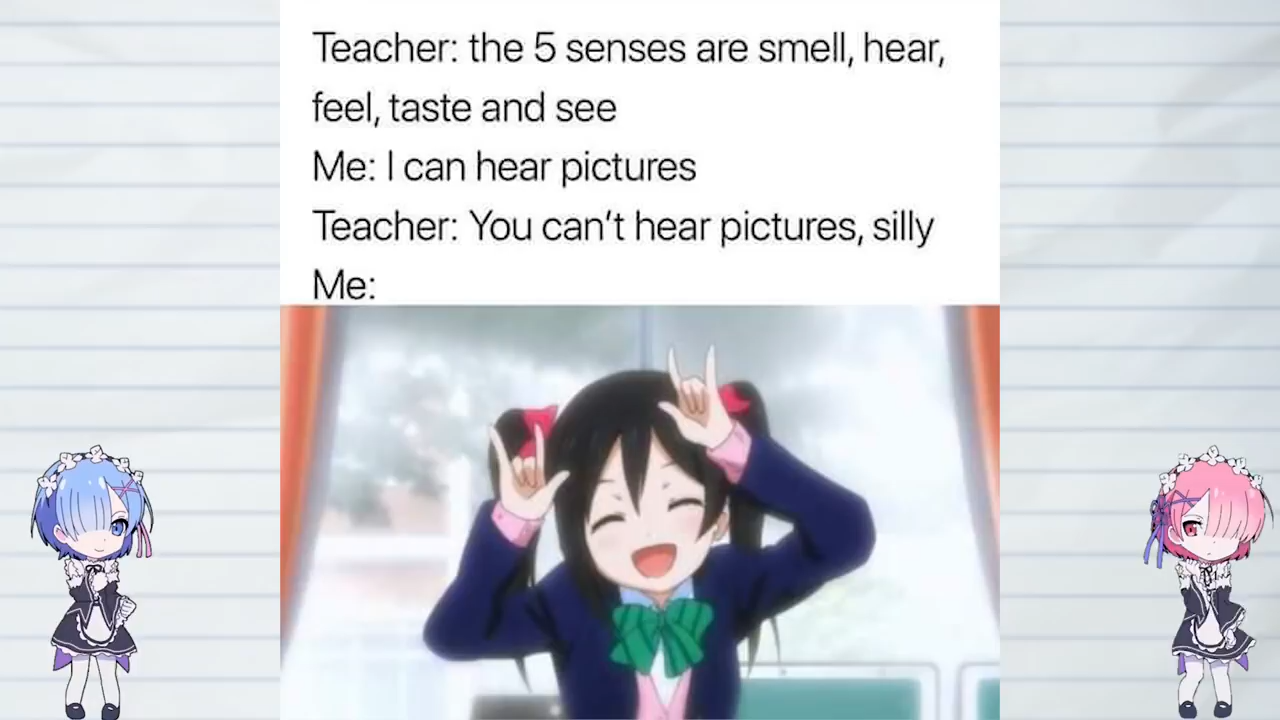 Teacher: the 5 senses are smell, hear,
feel, taste and see
Me: I can hear pictures
Teacher: You can’t hear pictures, silly
Me: